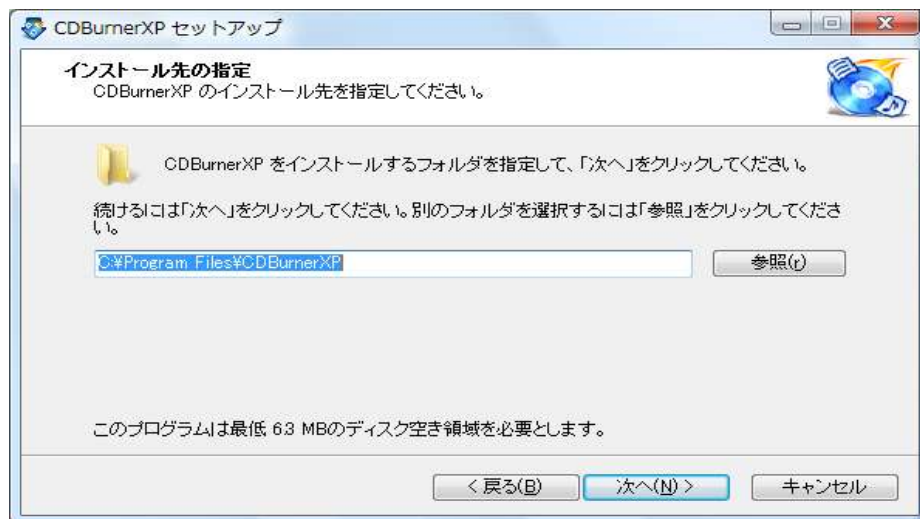 CDBurnerXP セットアップ
インストール先の指定
CDBurnerXP のインストール先を指定してください。
CDBurnerXP をインストールするフォルダを指定して、「次へ」をクリックしてください。
続けるには「次へ」をクリックしてください。別のフォルダを選択するには「参照」をクリックしてくださ
い。
C:¥Program Files¥CDBurnerXP
参照(r)
このプログラムは最低 6.3 MBのディスク空き領域を必要とします。
< 戻る(B)
次へ(N) >
キャンセル